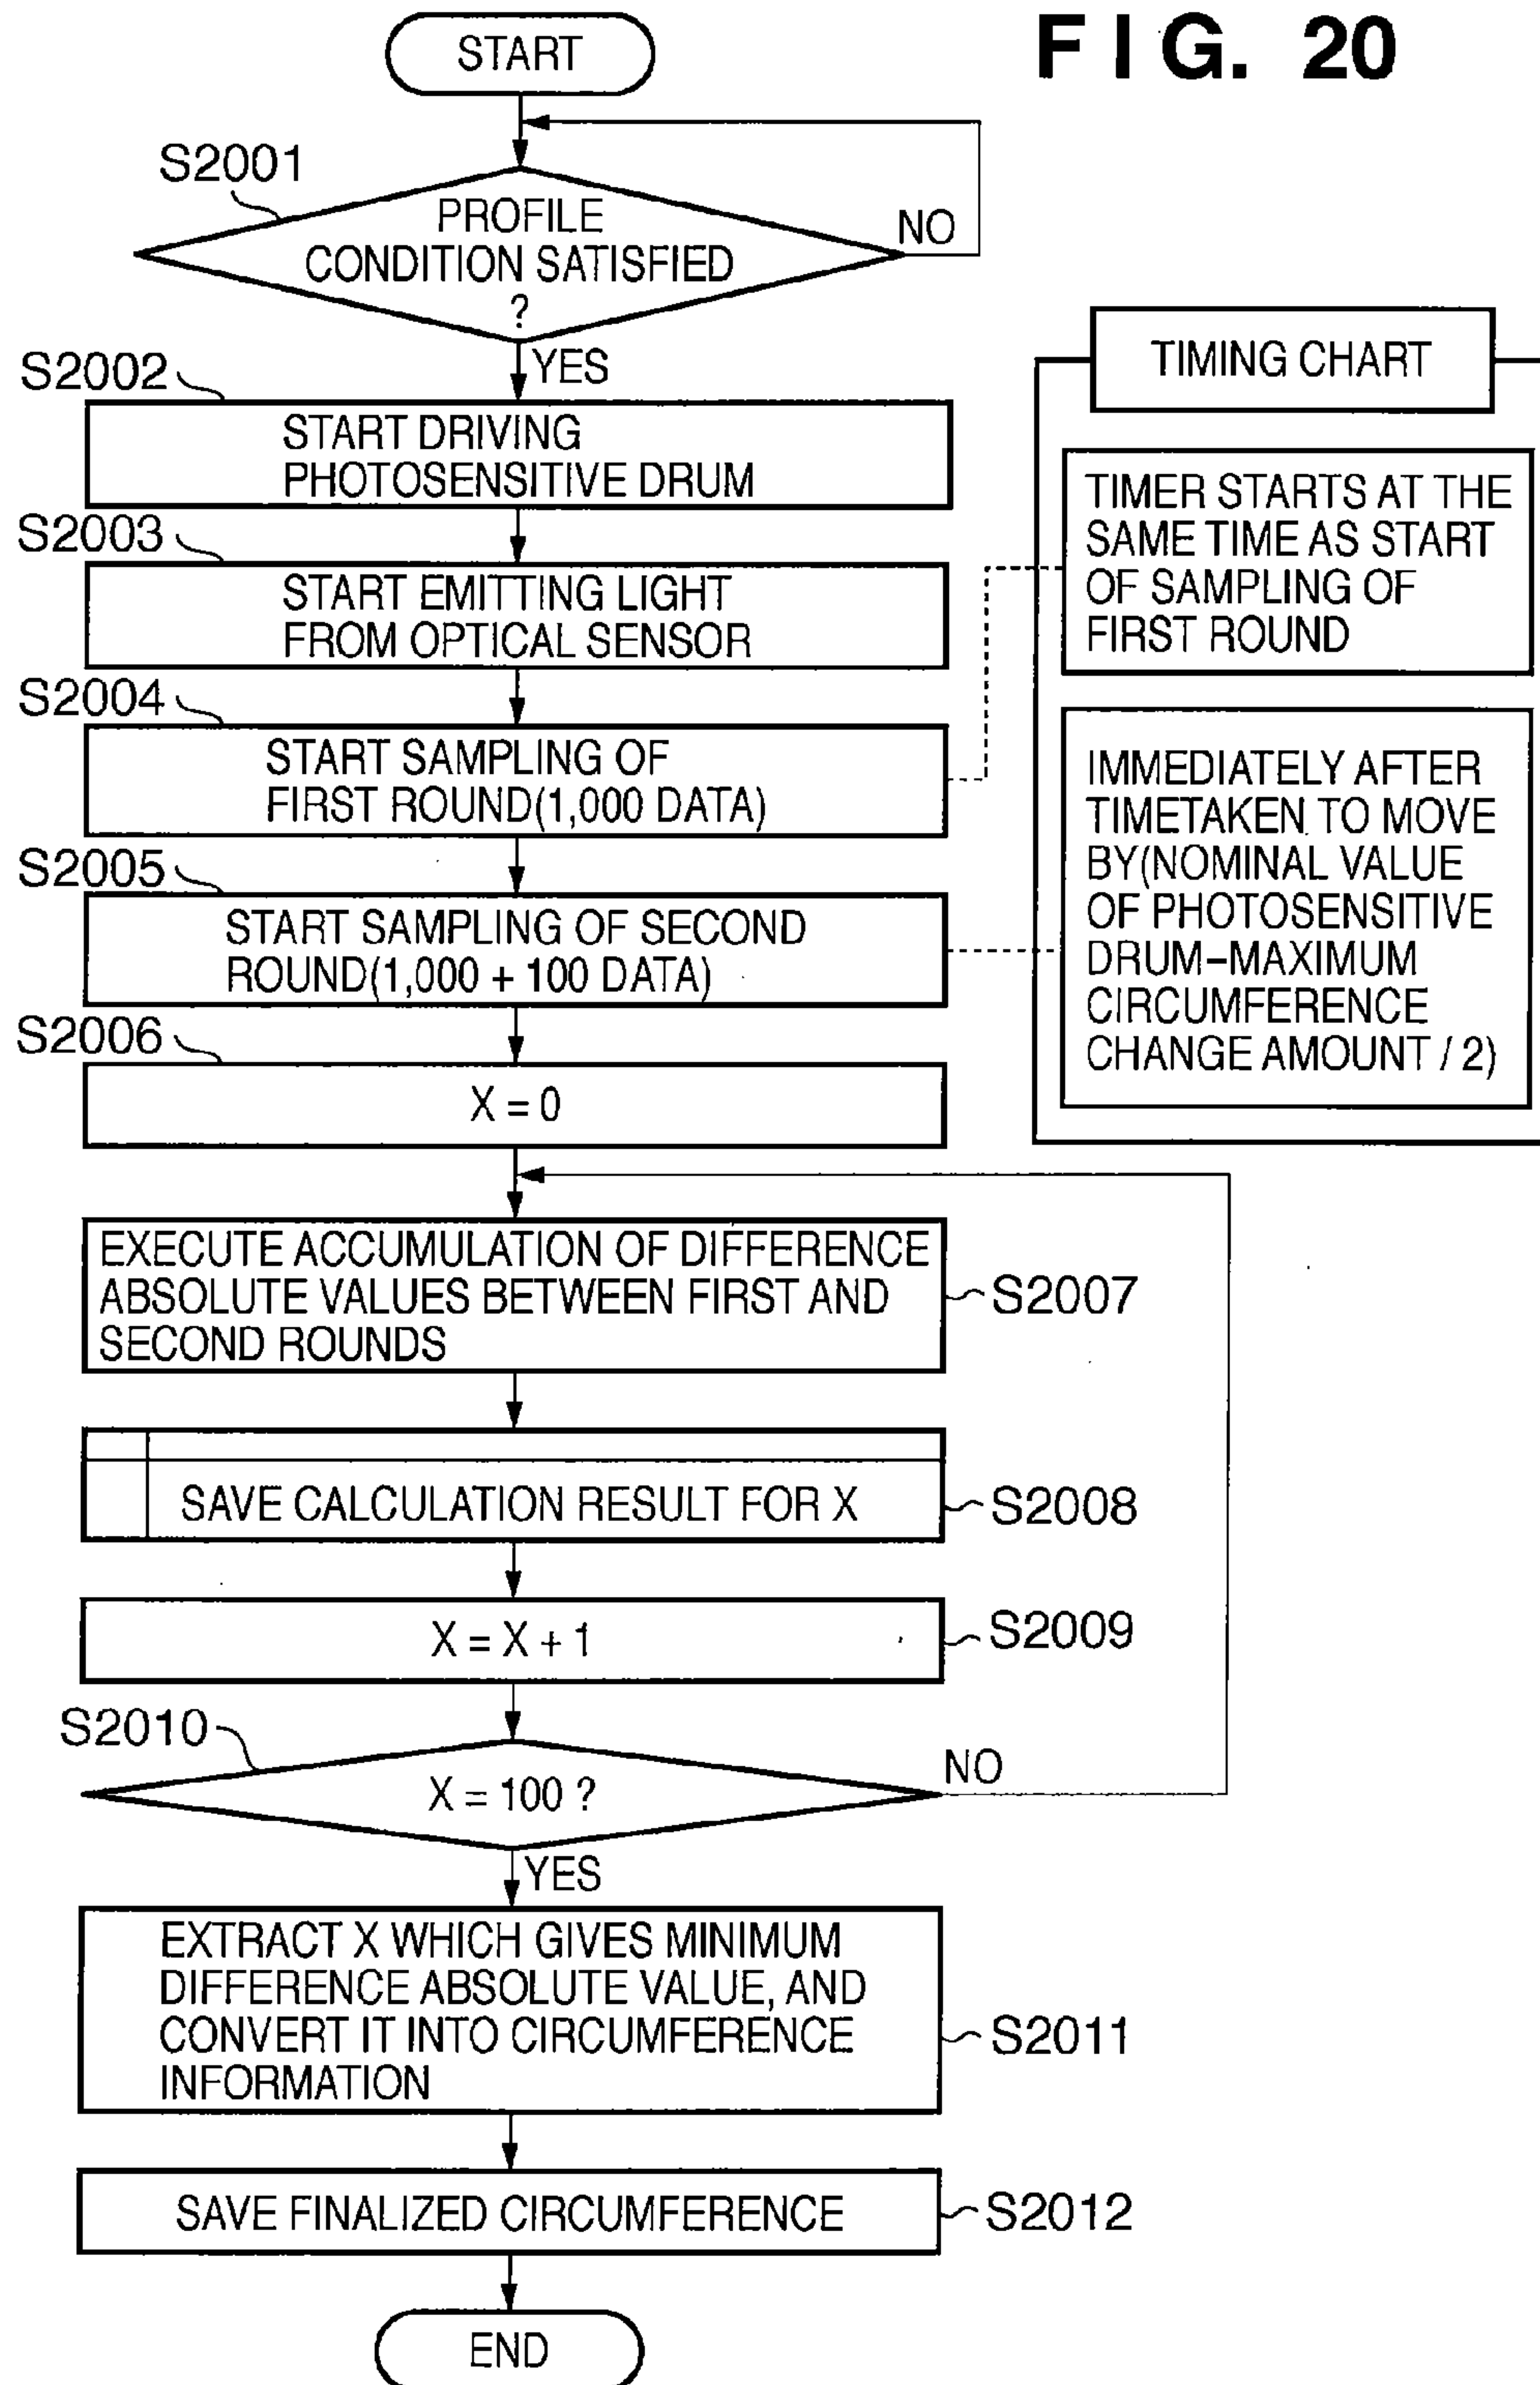 FIG. 20
START
S2001
PROFILE
CONDITION SATISFIED
?
NO
YES
S2002
START DRIVING
PHOTOSENSITIVE DRUM
S2003
START EMITTING LIGHT
FROM OPTICAL SENSOR
S2004
START SAMPLING OF
FIRST ROUND(1,000 DATA)
S2005
START SAMPLING OF SECOND
ROUND(1,000 + 100 DATA)
S2006
X = 0
TIMING CHART
TIMER STARTS AT THE
SAME TIME AS START
OF SAMPLING OF
FIRST ROUND
IMMEDIATELY AFTER
TIMETAKEN TO MOVE
BY(NOMINAL VALUE
OF PHOTOSENSITIVE
DRUM–MAXIMUM
CIRCUMFERENCE
CHANGE AMOUNT / 2)
EXECUTE ACCUMULATION OF DIFFERENCE
ABSOLUTE VALUES BETWEEN FIRST AND
SECOND ROUNDS
S2007
SAVE CALCULATION RESULT FOR X
S2008
X = X + 1
S2009
S2010
X = 100 ?
NO
YES
EXTRACT X WHICH GIVES MINIMUM
DIFFERENCE ABSOLUTE VALUE, AND
CONVERT IT INTO CIRCUMFERENCE
INFORMATION
S2011
SAVE FINALIZED CIRCUMFERENCE
S2012
END